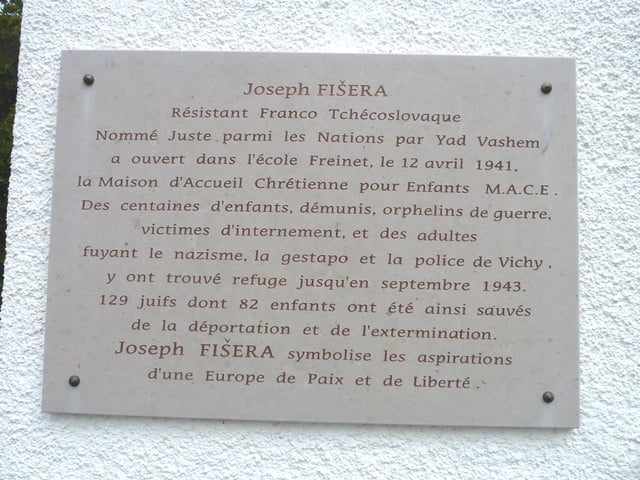 Joseph FIŠERA
Résistant Franco Tchécoslovaque
Nommé Juste parmi les Nations par Yad Vashem
a ouvert dans l'école Freinet, le 12 avril 1941,
la Maison d'Accueil Chrétienne pour Enfants M.A.C.E.
Des centaines d'enfants, démunis, orphelins de guerre,
victimes d'internement, et des adultes
fuyant le nazisme, la gestapo et la police de Vichy,
y ont trouvé refuge jusqu'en septembre 1943.
129 juifs dont 82 enfants ont été ainsi sauvés
de la déportation et de l'extermination.
Joseph FIŠERA symbolise les aspirations
d'une Europe de Paix et de Liberté.